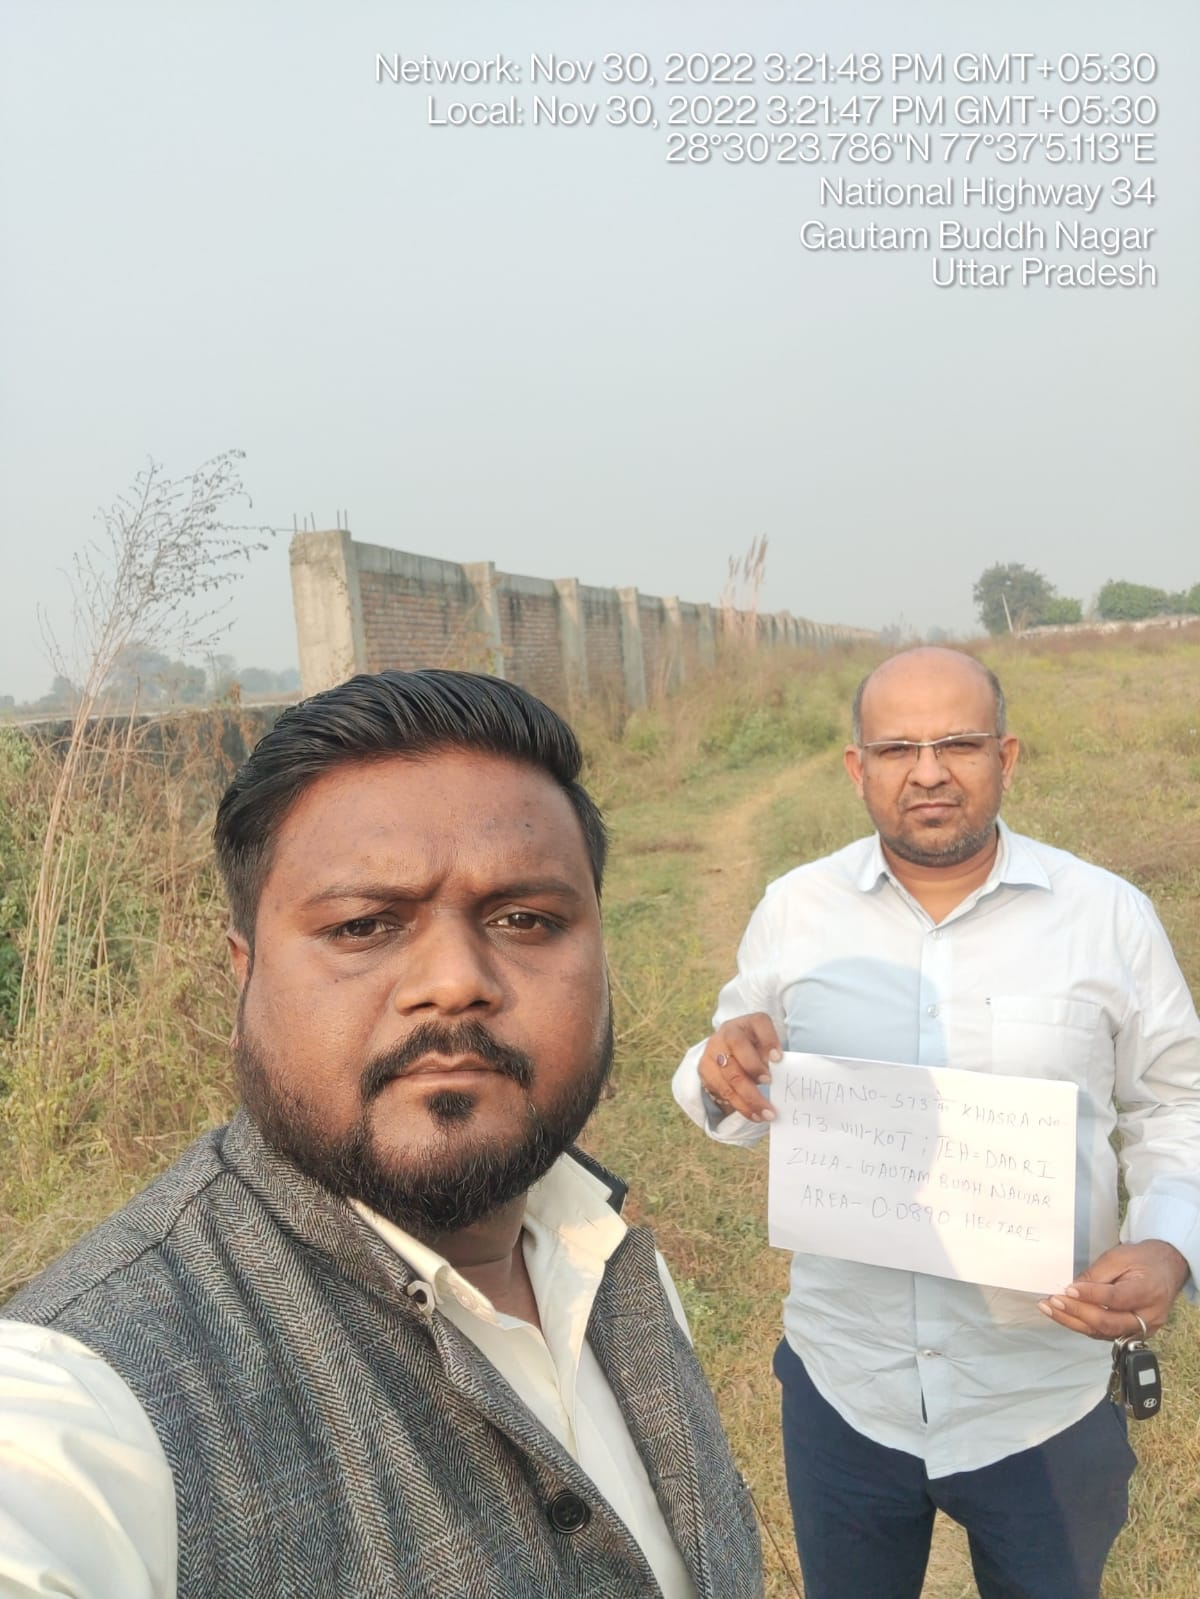 Network: Nov 30, 2022 3:21:48 PM GMT+05:30
Local: Nov 30, 2022 3:21:47 PM GMT+05:30
28°30'23.786"N 77°37'5.113"E
National Highway 34
Gautam Buddh Nagar
Uttar Pradesh
KHATA NO- 573 के KHASRA NO-
673 Vill-KOT ; TEH= DADRI
ZILLA- GAUTAM BUDH NAGAR
AREA- 0.0890 HECTARE